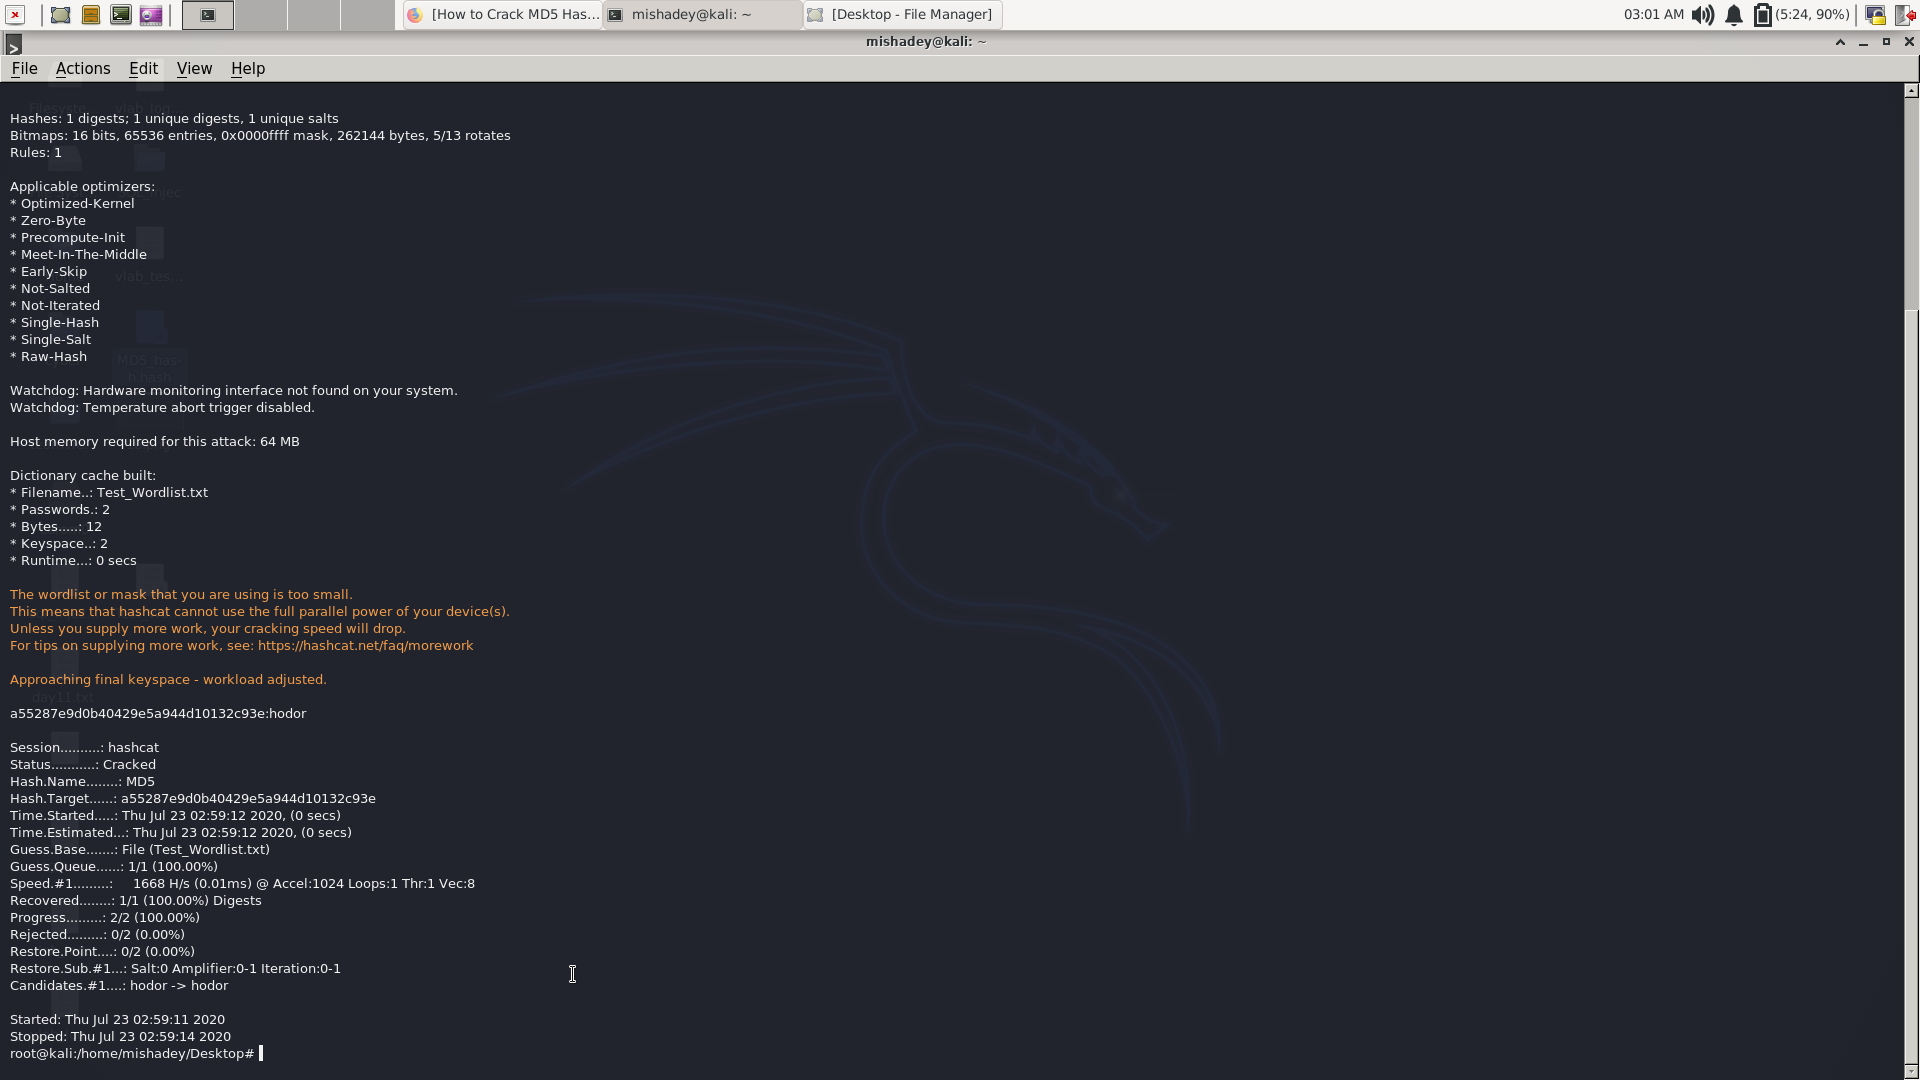 [How to Crack MD5 Has...
mishadey@kali: ~
[Desktop - File Manager]
03:01 AM
(5:24, 90%)
mishadey@kali: ~
File Actions Edit View Help
Hashes: 1 digests; 1 unique digests, 1 unique salts
Bitmaps: 16 bits, 65536 entries, 0x0000ffff mask, 262144 bytes, 5/13 rotates
Rules: 1
Applicable optimizers:
* Optimized-Kernel
* Zero-Byte
* Precompute-Init
* Meet-In-The-Middle
* Early-Skip
* Not-Salted
* Not-Iterated
* Single-Hash
* Single-Salt
* Raw-Hash
Watchdog: Hardware monitoring interface not found on your system.
Watchdog: Temperature abort trigger disabled.
Host memory required for this attack: 64 MB
Dictionary cache built:
* Filename..: Test_Wordlist.txt
* Passwords.: 2
* Bytes.....: 12
* Keyspace..: 2
* Runtime...: 0 secs
The wordlist or mask that you are using is too small.
This means that hashcat cannot use the full parallel power of your device(s).
Unless you supply more work, your cracking speed will drop.
For tips on supplying more work, see: https://hashcat.net/faq/morework
Approaching final keyspace - workload adjusted.
a55287e9d0b40429e5a944d10132c93e:hodor
Session..........: hashcat
Status...........: Cracked
Hash.Name........: MD5
Hash.Target......: a55287e9d0b40429e5a944d10132c93e
Time.Started.....: Thu Jul 23 02:59:12 2020, (0 secs)
Time.Estimated...: Thu Jul 23 02:59:12 2020, (0 secs)
Guess.Base.......: File (Test_Wordlist.txt)
Guess.Queue......: 1/1 (100.00%)
Speed.#1.........:     1668 H/s (0.01ms) @ Accel:1024 Loops:1 Thr:1 Vec:8
Recovered........: 1/1 (100.00%) Digests
Progress.........: 2/2 (100.00%)
Rejected.........: 0/2 (0.00%)
Restore.Point....: 0/2 (0.00%)
Restore.Sub.#1...: Salt:0 Amplifier:0-1 Iteration:0-1
Candidates.#1....: hodor -> hodor
Started: Thu Jul 23 02:59:11 2020
Stopped: Thu Jul 23 02:59:14 2020
root@kali:/home/mishadey/Desktop#